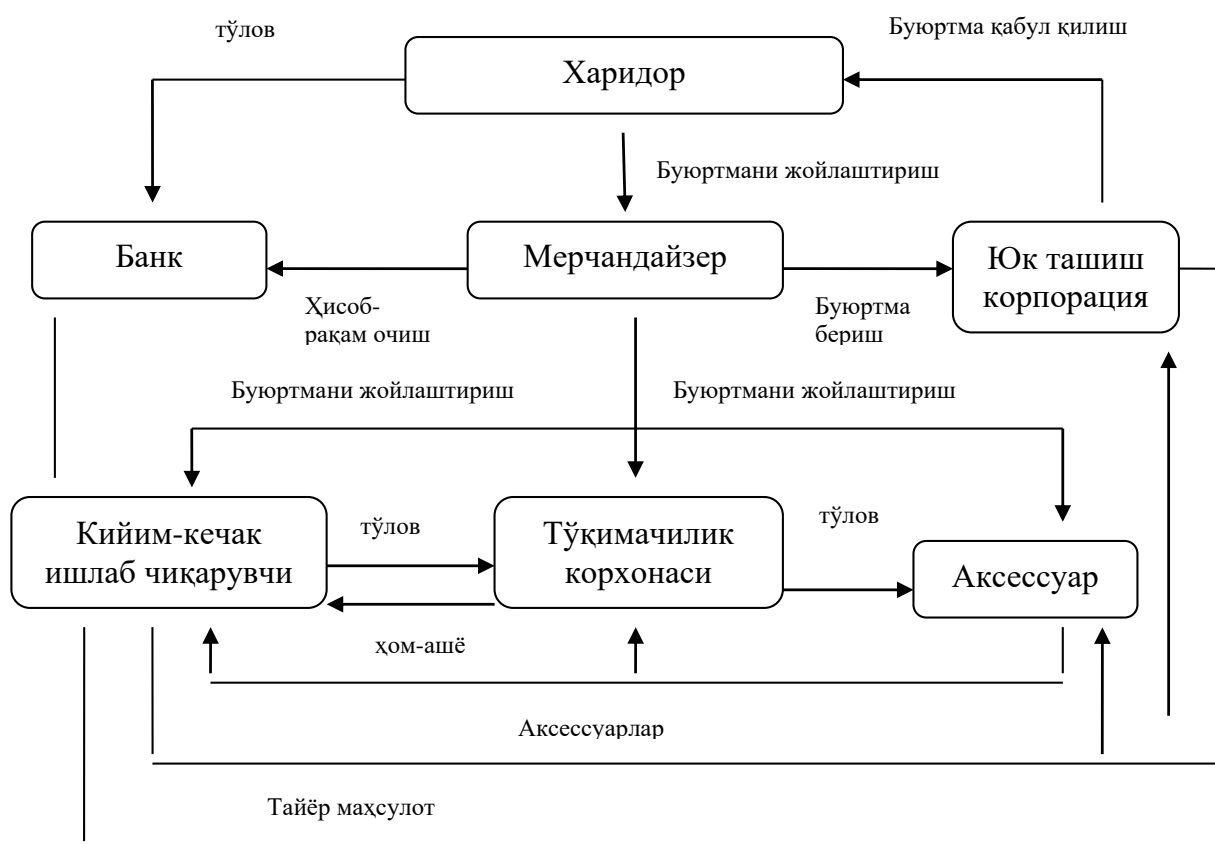 тўлов
Буюртма қабул қилиш
Харидор
Буюртмани жойлаштириш
Банк
Мерчандайзер
Юк ташиш
корпорация
Ҳисоб-
рақам очиш
Буюртма
бериш
Буюртмани жойлаштириш
Буюртмани жойлаштириш
Кийим-кечак
ишлаб чиқарувчи
тўлов
Тўқимачилик
корхонаси
тўлов
Аксессуар
ҳом-ашё
Аксессуарлар
Тайёр маҳсулот